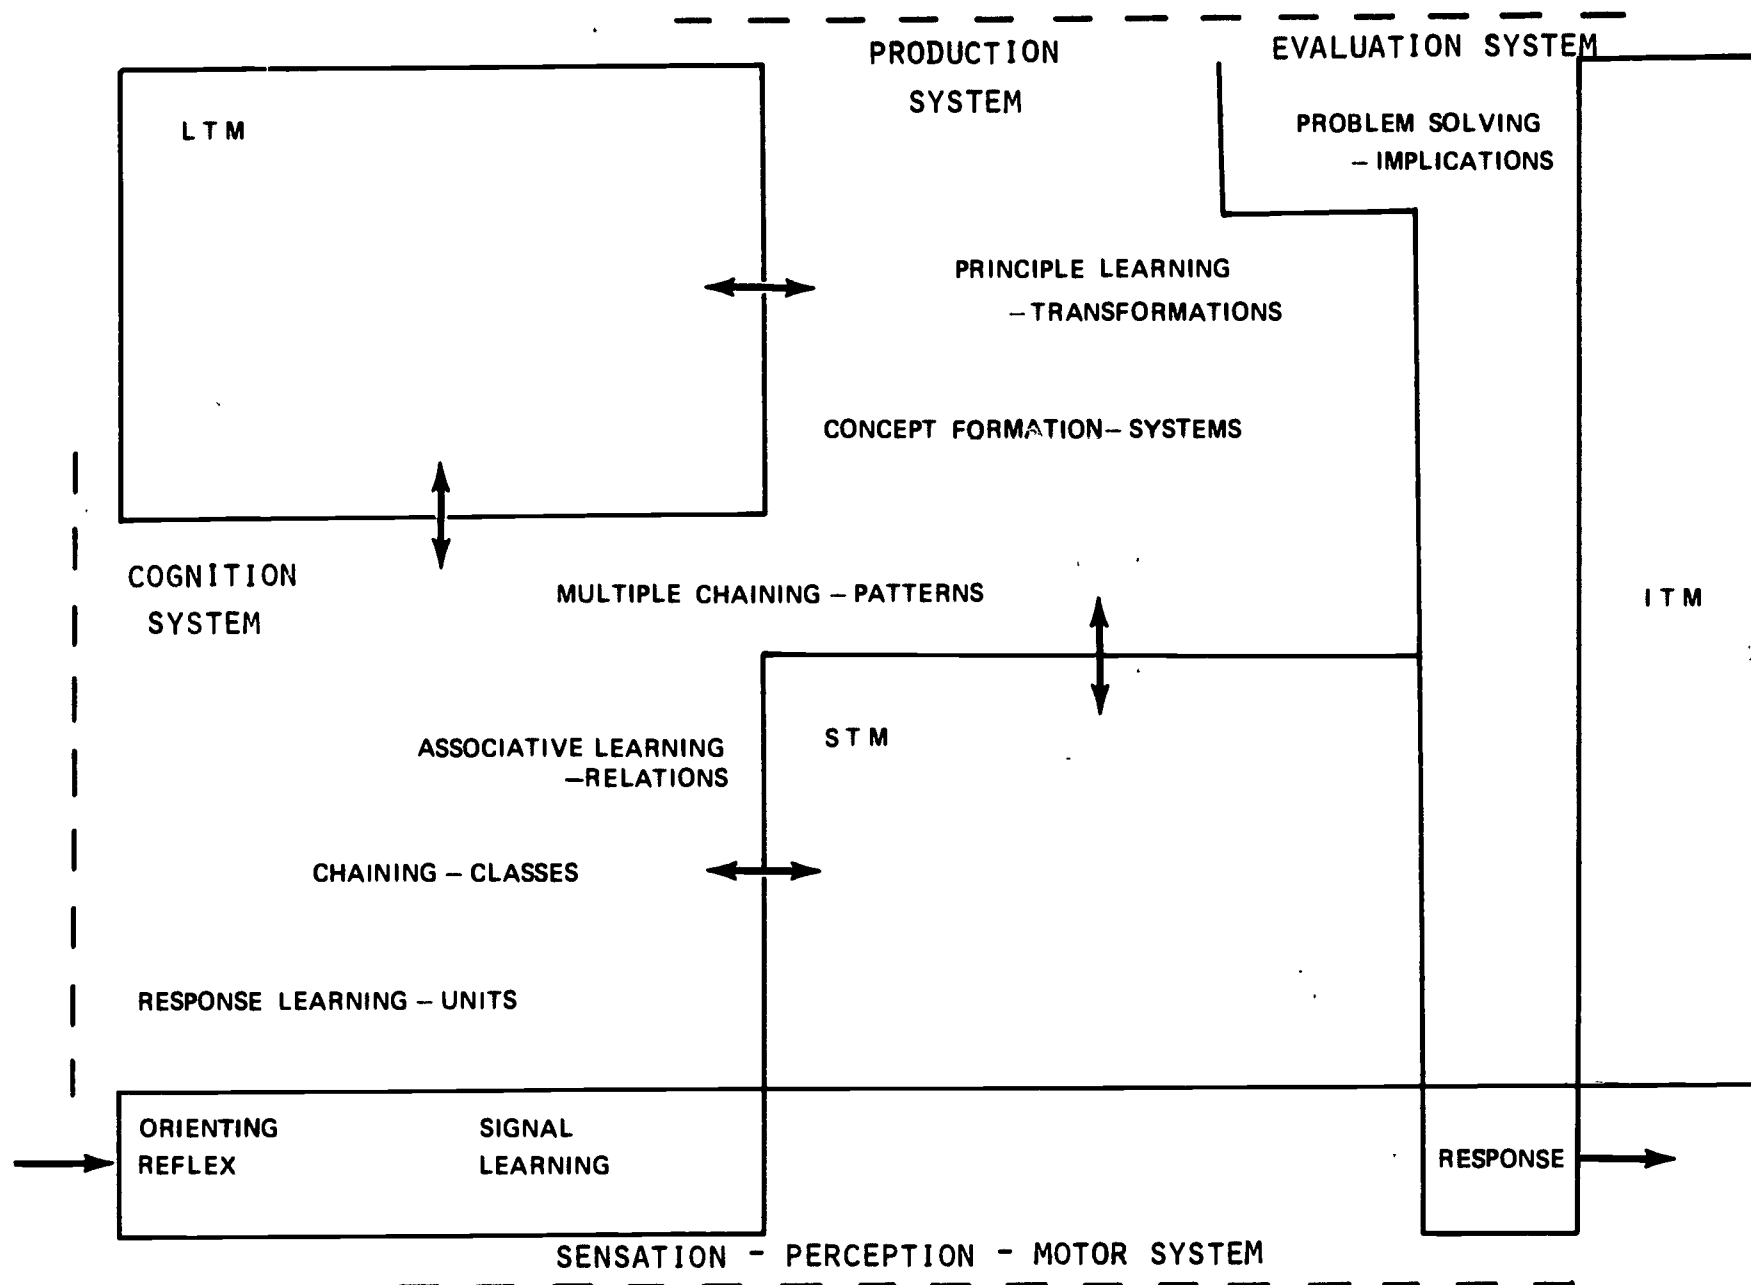 PRODUCTION
SYSTEM
EVALUATION SYSTEM
LTM
PROBLEM SOLVING
– IMPLICATIONS
PRINCIPLE LEARNING
– TRANSFORMATIONS
CONCEPT FORMATION – SYSTEMS
COGNITION
SYSTEM
MULTIPLE CHAINING – PATTERNS
ITM
ASSOCIATIVE LEARNING
– RELATIONS
STM
CHAINING – CLASSES
RESPONSE LEARNING – UNITS
ORIENTING
REFLEX
SIGNAL
LEARNING
RESPONSE
SENSATION - PERCEPTION - MOTOR SYSTEM